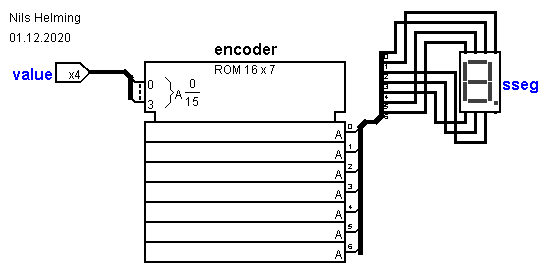 Nils Helming
01.12.2020
encoder
ROM 16 x 7
value
x4
0
3
A
0
15
sseg
0
1
2
3
4
5
6
A 0
A 1
A 2
A 3
A 4
A 5
A 6